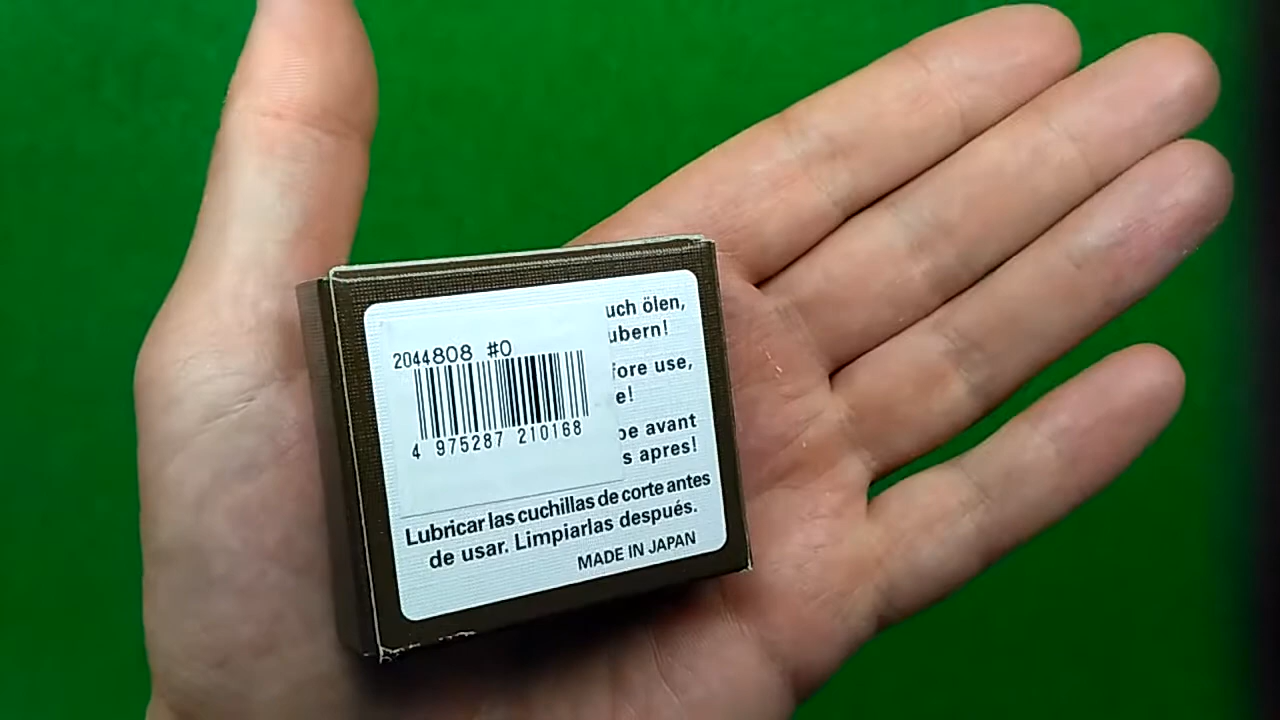 uch ölen,
ubern!
2044808 #0
fore use,
e!
4 975287 210168
be avant
s apres!
Lubricar las cuchillas de corte antes
de usar. Limpiarlas después.
MADE IN JAPAN